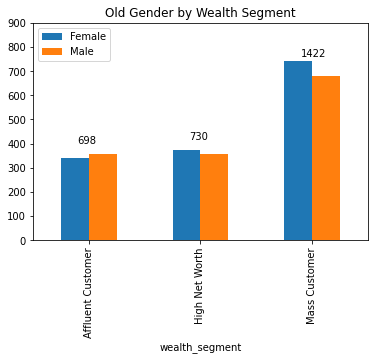 Old Gender by Wealth Segment
Female
Male
900
800
700
600
500
400
300
200
100
0
698
730
1422
Affluent Customer
High Net Worth
Mass Customer
wealth_segment